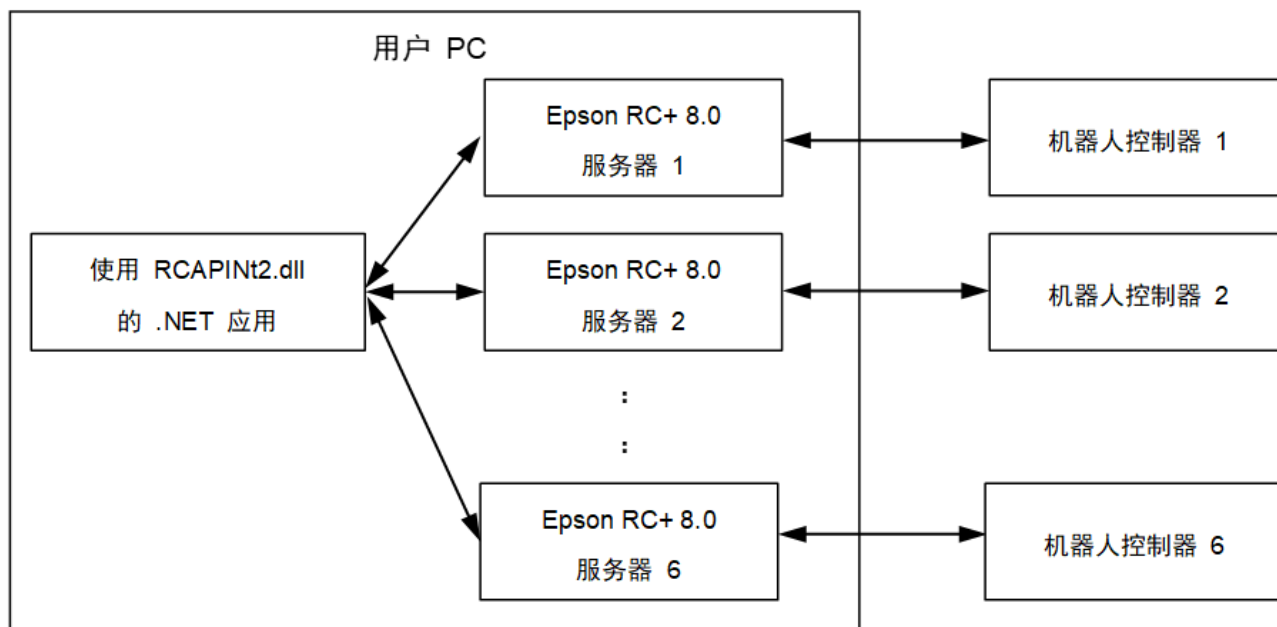 用户 PC
Epson RC+ 8.0
服务器 1
机器人控制器 1
使用 RCAPINt2.dll
的 .NET 应用
Epson RC+ 8.0
服务器 2
机器人控制器 2
:
:
Epson RC+ 8.0
服务器 6
机器人控制器 6